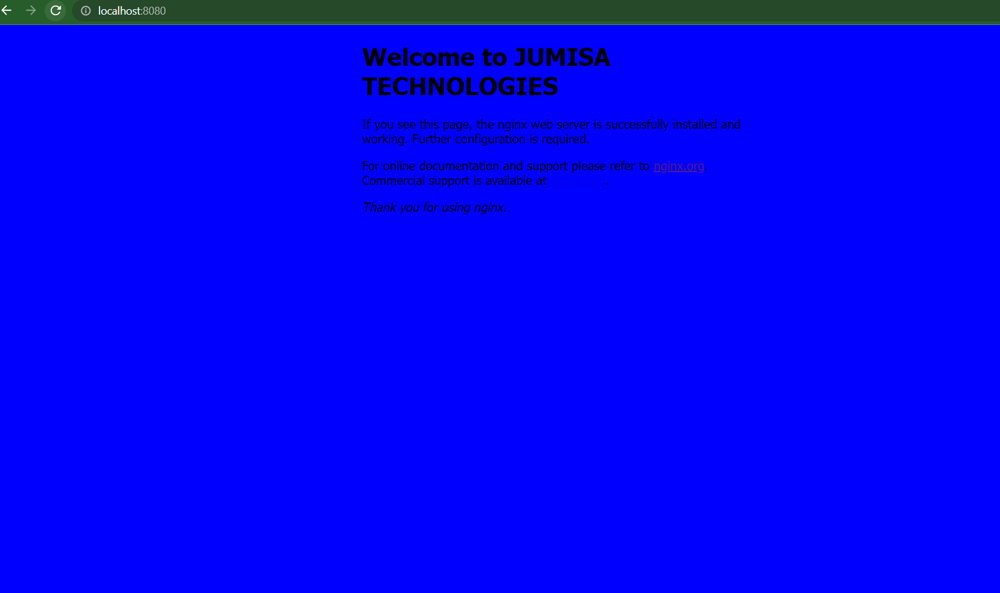 localhost:8080
Welcome to JUMISA
TECHNOLOGIES
If you see this page, the nginx web server is successfully installed and
working. Further configuration is required.
For online documentation and support please refer to nginx.org.
Commercial support is available at .
Thank you for using nginx.